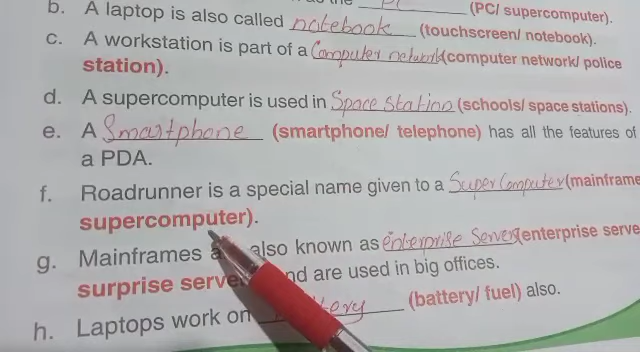 (PC/ supercomputer).
b. A laptop is also called notebook (touchscreen/ notebook).
c. A workstation is part of a Computer network (computer network/ police
station).
d. A supercomputer is used in Space Station (schools/ space stations).
e. A Smartphone (smartphone/ telephone) has all the features of
a PDA.
f. Roadrunner is a special name given to a Super Computer (mainframe
supercomputer).
g. Mainframes also known as enterprise Server (enterprise serve
surprise serve nd are used in big offices.
h. Laptops work on (battery/ fuel) also.